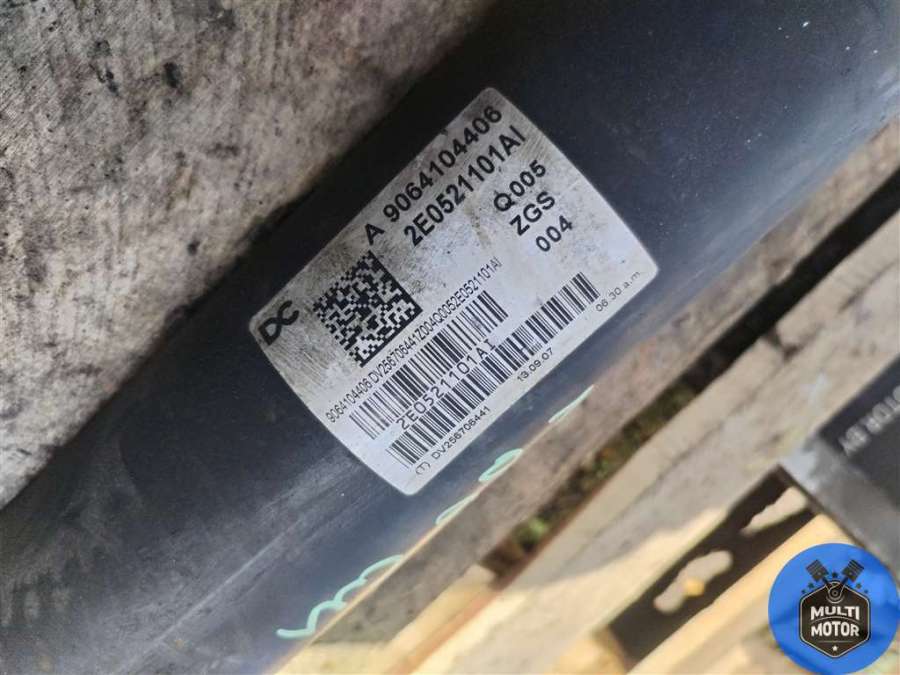 DC
A 9064104406
2E0521101AI
Q005
ZGS
004
9064104406 DV256706441Z004Q0052E0521101AI
2E0521101AI
(T) DV256706441 13.09.07 06.30 a.m.
MULTI
MOTOR